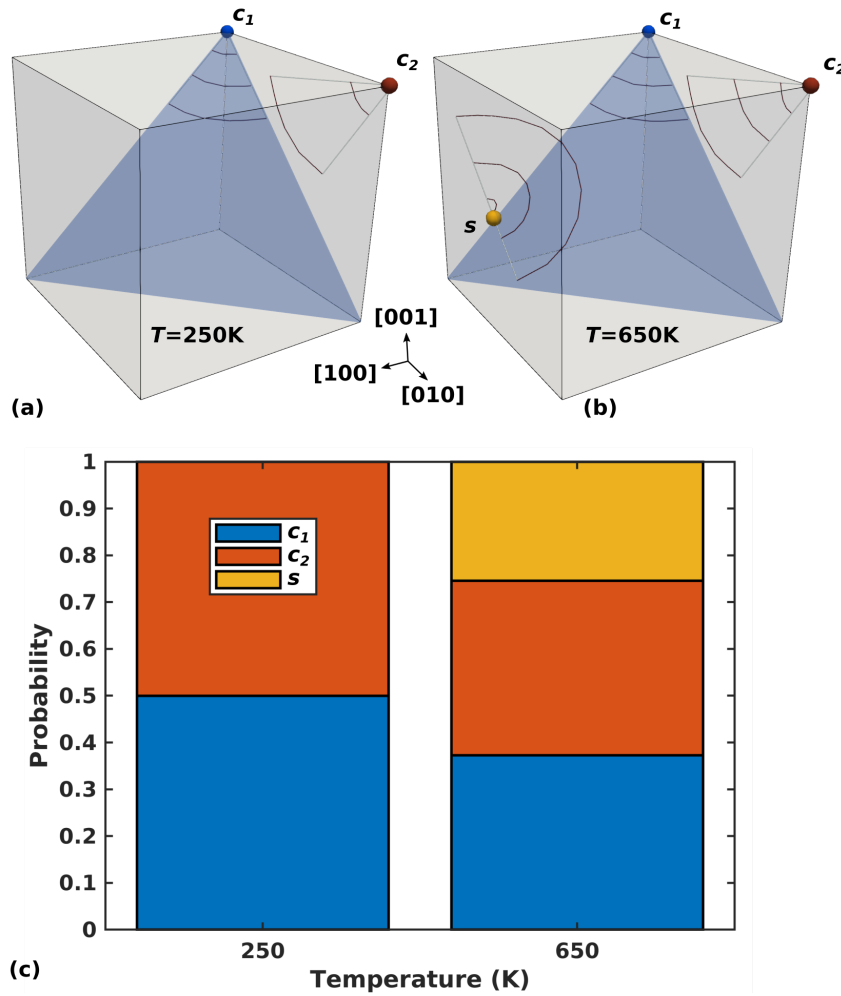 c1
c2
T=250K
(a)
[001]
[100]
[010]
c1
c2
s
T=650K
(b)
1
0.9
0.8
0.7
0.6
0.5
0.4
0.3
0.2
0.1
0
Probability
c1
c2
s
250
650
Temperature (K)
(c)